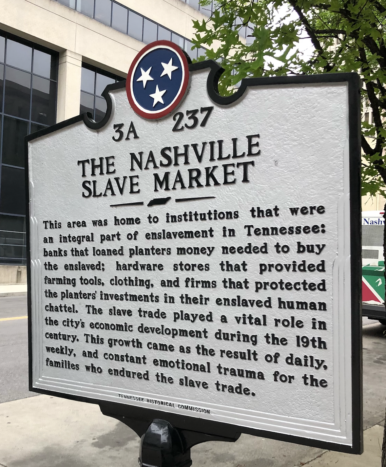 3A 237
THE NASHVILLE
SLAVE MARKET
This area was home to institutions that were
an integral part of enslavement in Tennessee:
banks that loaned planters money needed to buy
the enslaved; hardware stores that provided
farming tools, clothing, and firms that protected
the planters' investments in their enslaved human
chattel. The slave trade played a vital role in
the city's economic development during the 19th
century. This growth came as the result of daily,
weekly, and constant emotional trauma for the
families who endured the slave trade.
TENNESSEE HISTORICAL COMMISSION
Nash